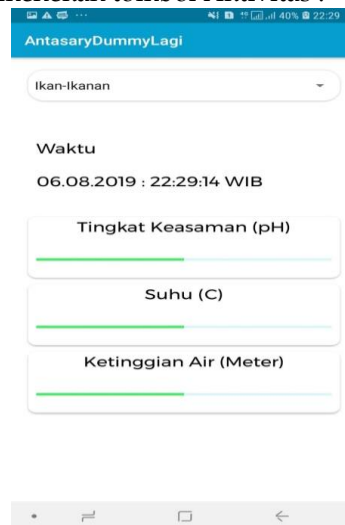 40% 22:29
AntasaryDummyLagi
Ikan-Ikanan
Waktu
06.08.2019 : 22:29:14 WIB
Tingkat Keasaman (pH)
Suhu (C)
Ketinggian Air (Meter)